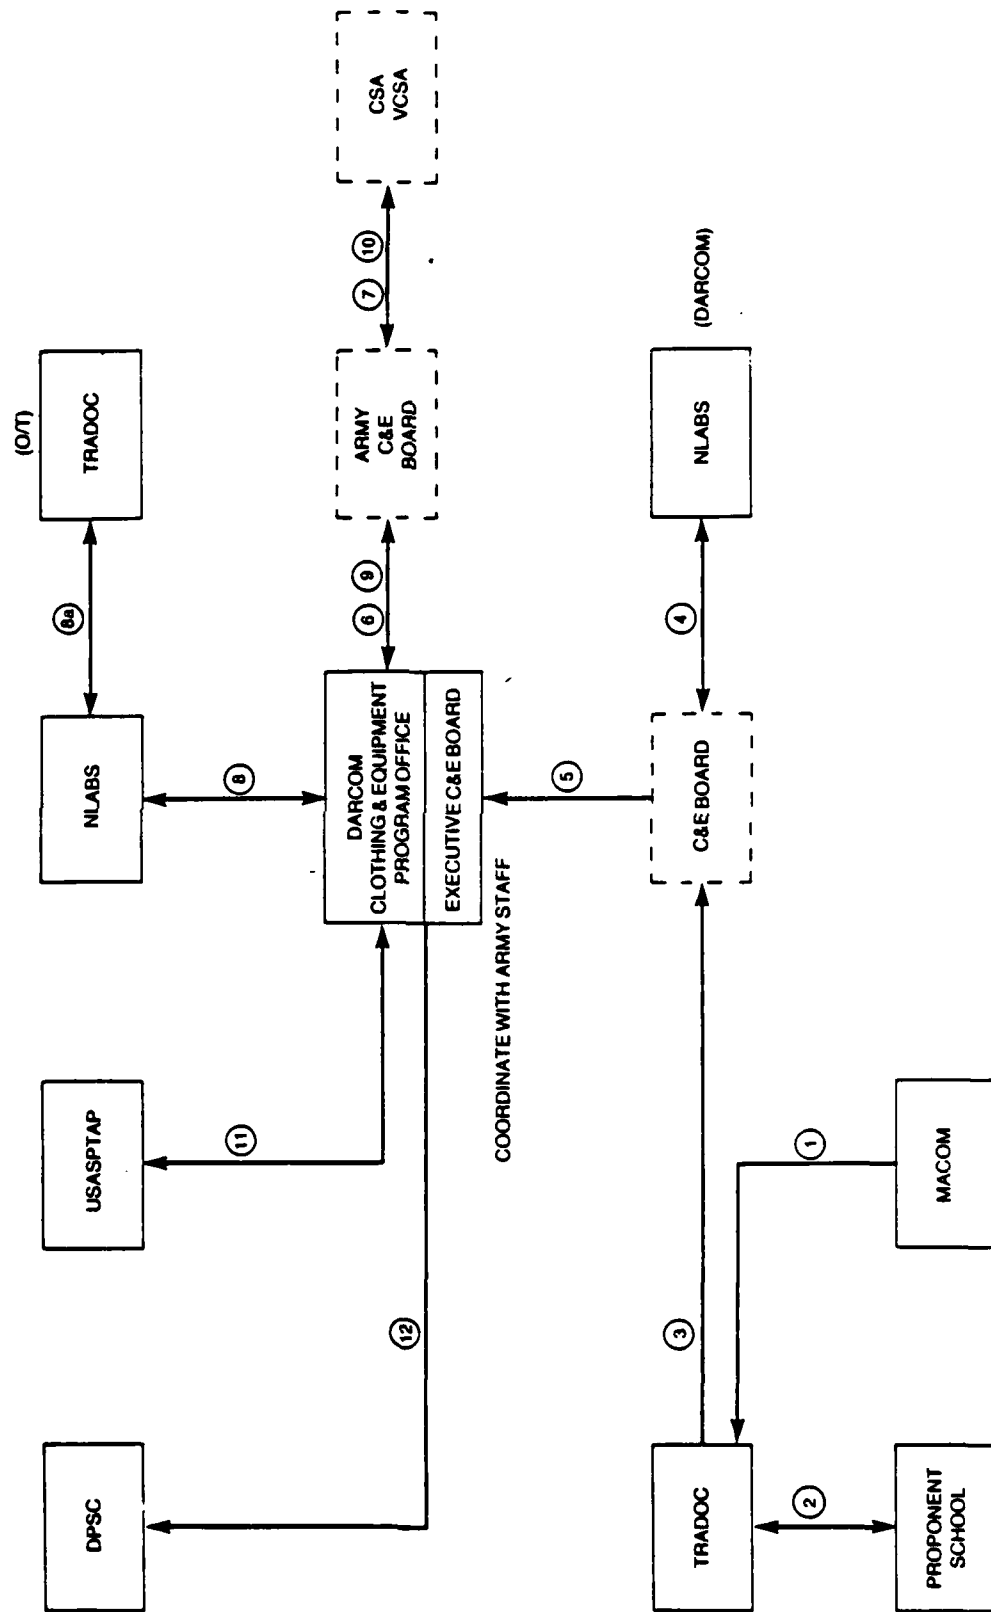 (O/T)
DPSC
USASPTAP
NLABS
8a
TRADOC
11
8
DARCOM
CLOTHING & EQUIPMENT
PROGRAM OFFICE
EXECUTIVE C&E BOARD
6
9
ARMY
C&E
BOARD
7
10
CSA
VCSA
12
COORDINATE WITH ARMY STAFF
5
TRADOC
3
C&E BOARD
4
NLABS
(DARCOM)
2
1
PROPONENT
SCHOOL
MACOM